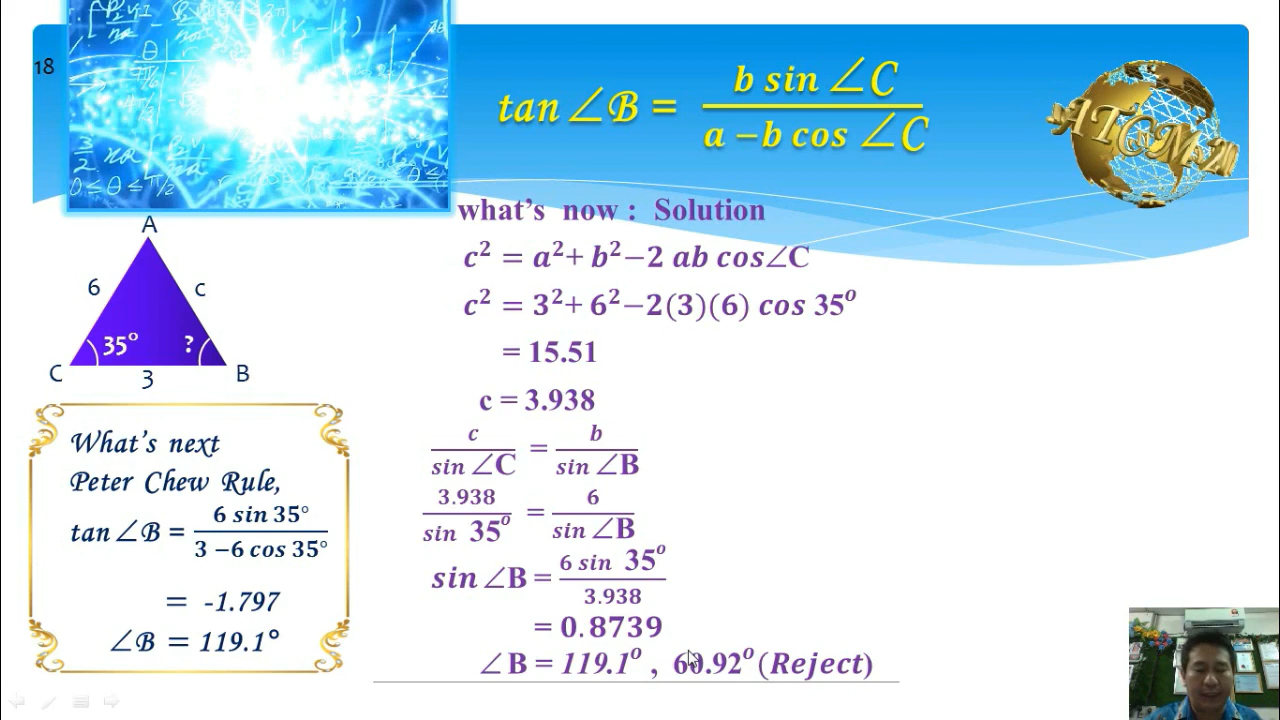 18
tan ∠B = b sin ∠C / a − b cos ∠C
ATCM 20
what's now : Solution
c² = a² + b² − 2 ab cos∠C
c² = 3² + 6² − 2(3)(6) cos 35°
= 15.51
c = 3.938
c / sin ∠C = b / sin ∠B
3.938 / sin 35° = 6 / sin ∠B
sin ∠B = 6 sin 35° / 3.938
= 0.8739
∠B = 119.1° , 60.92° (Reject)
A
6
c
35°
?
C
3
B
What's next
Peter Chew Rule,
tan ∠B = 6 sin 35° / 3 − 6 cos 35°
= -1.797
∠B = 119.1°